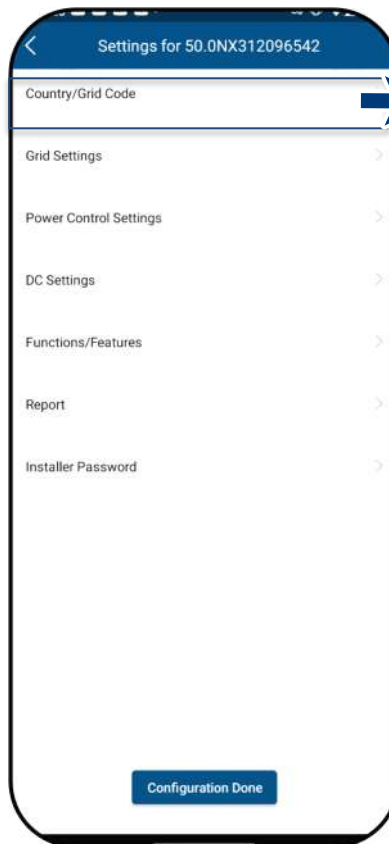 Settings for 50.0NX312096542
Country/Grid Code
Grid Settings
Power Control Settings
DC Settings
Functions/Features
Report
Installer Password
Configuration Done